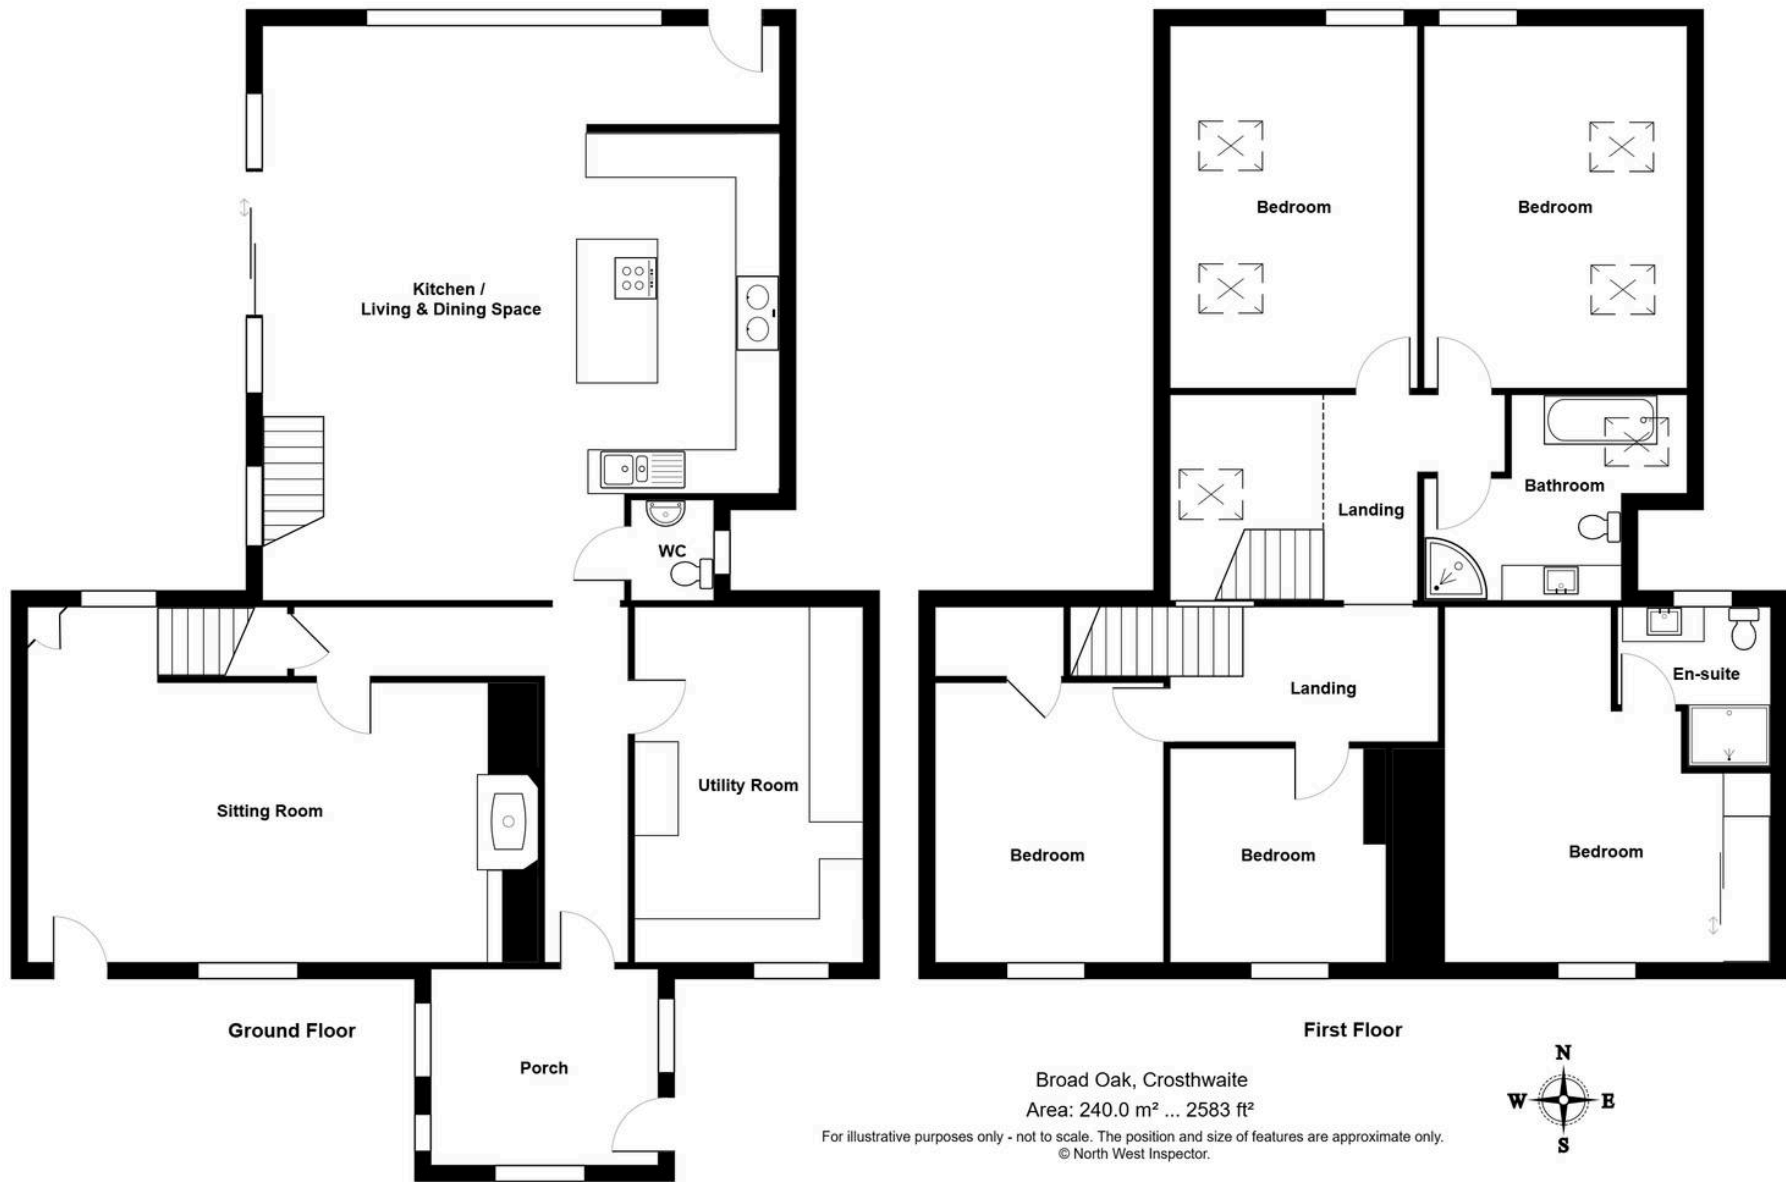 Kitchen /
Living & Dining Space
WC
Sitting Room
Utility Room
Porch
Ground Floor
Bedroom
Bedroom
Bathroom
Landing
En-suite
Landing
Bedroom
Bedroom
Bedroom
First Floor
Broad Oak, Crosthwaite
Area: 240.0 m² ... 2583 ft²
For illustrative purposes only - not to scale. The position and size of features are approximate only.
© North West Inspector.
N
W E
S